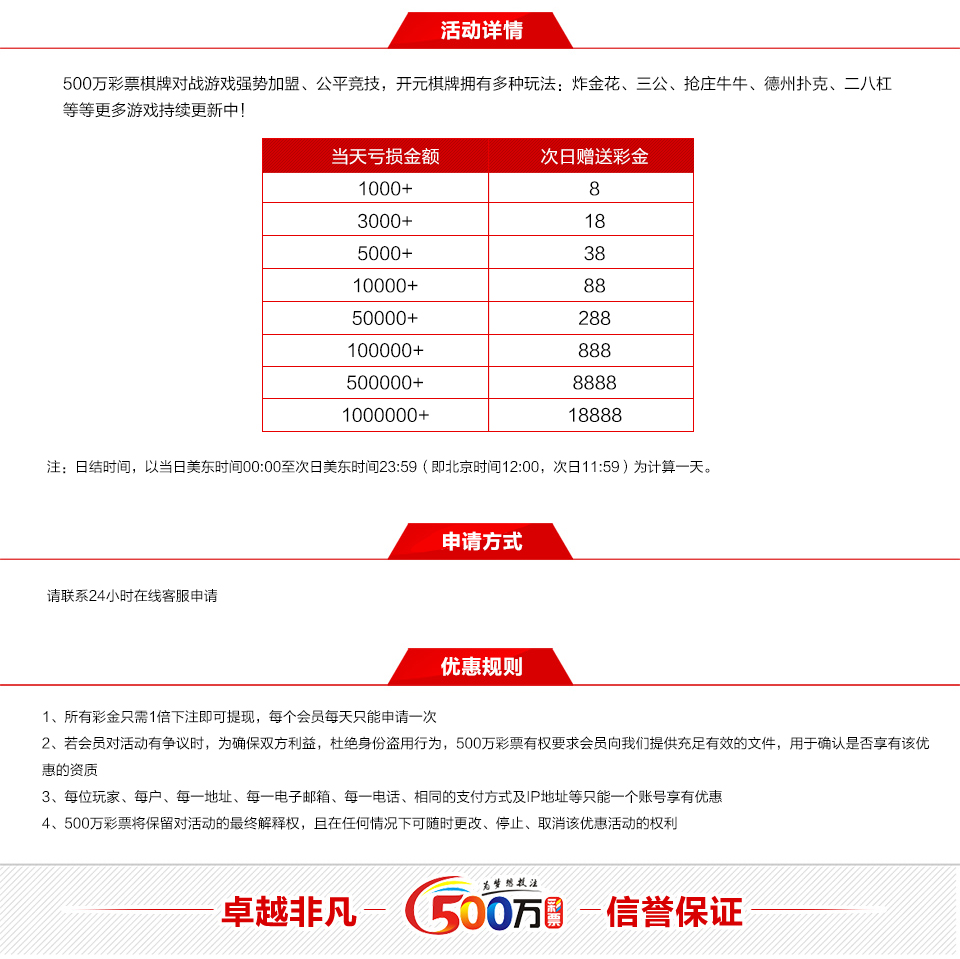 活动详情
500万彩票棋牌对战游戏强势加盟、公平竞技，开元棋牌拥有多种玩法；炸金花、三公、抢庄牛牛、德州扑克、二八杠
等等更多游戏持续更新中！
当天亏损金额 次日赠送彩金
1000+ 8
3000+ 18
5000+ 38
10000+ 88
50000+ 288
100000+ 888
500000+ 8888
1000000+ 18888
注：日结时间，以当日美东时间00:00至次日美东时间23:59（即北京时间12:00，次日11:59）为计算一天。
申请方式
请联系24小时在线客服申请
优惠规则
1、所有彩金只需1倍下注即可提现，每个会员每天只能申请一次
2、若会员对活动有争议时，为确保双方利益，杜绝身份盗用行为，500万彩票有权要求会员向我们提供充足有效的文件，用于确认是否享有该优
惠的资质
3、每位玩家、每户、每一地址、每一电子邮箱、每一电话、相同的支付方式及IP地址等只能一个账号享有优惠
4、500万彩票将保留对活动的最终解释权，且在任何情况下可随时更改、停止、取消该优惠活动的权利
为梦想投注
卓越非凡 500万彩票 信誉保证